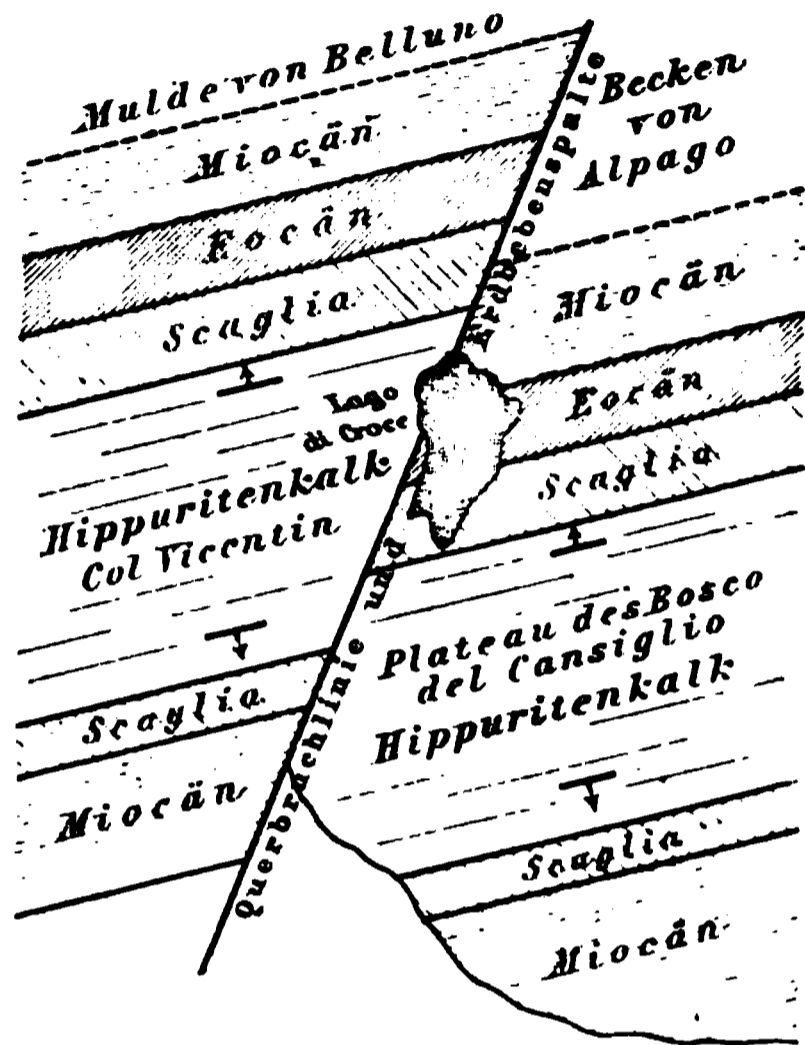 Mulde von Belluno
Miocän
Eocän
Scaglia
Lago
di Croce
Hippuritenkalk
Col Vicentin
Scaglia
Miocän
Querbruchlinie und Erdbebenspalte
Becken
von
Alpago
Miocän
Eocän
Scaglia
Plateau des Bosco
del Cansiglio
Hippuritenkalk
Scaglia
Miocän